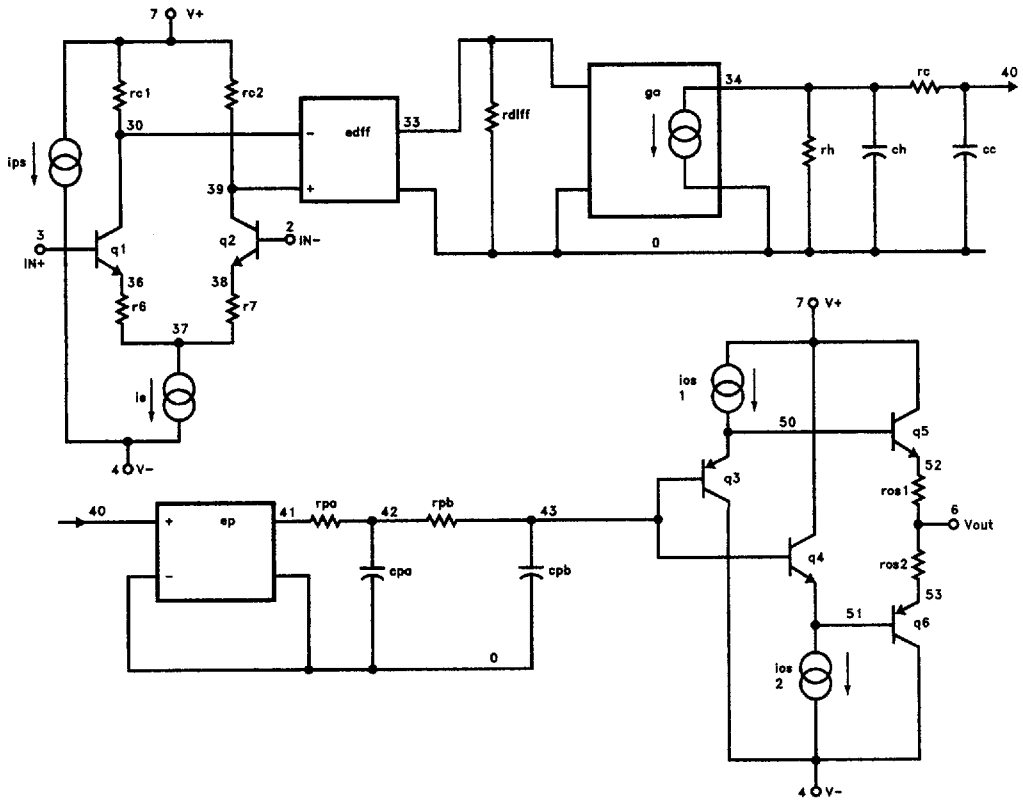 7 V+
rc1
rc2
30
edff
33
rdiff
ga
34
rc
40
ips
−
+
39
rh
ch
cc
3
IN+
q1
q2
2
IN-
36
38
0
r6
r7
37
ie
4 V-
7 V+
ios
1
50
q5
q3
52
ros1
40
ep
41
rpa
42
rpb
43
6
Vout
+
−
cpa
cpb
q4
ros2
53
51
q6
0
ios
2
4 V-